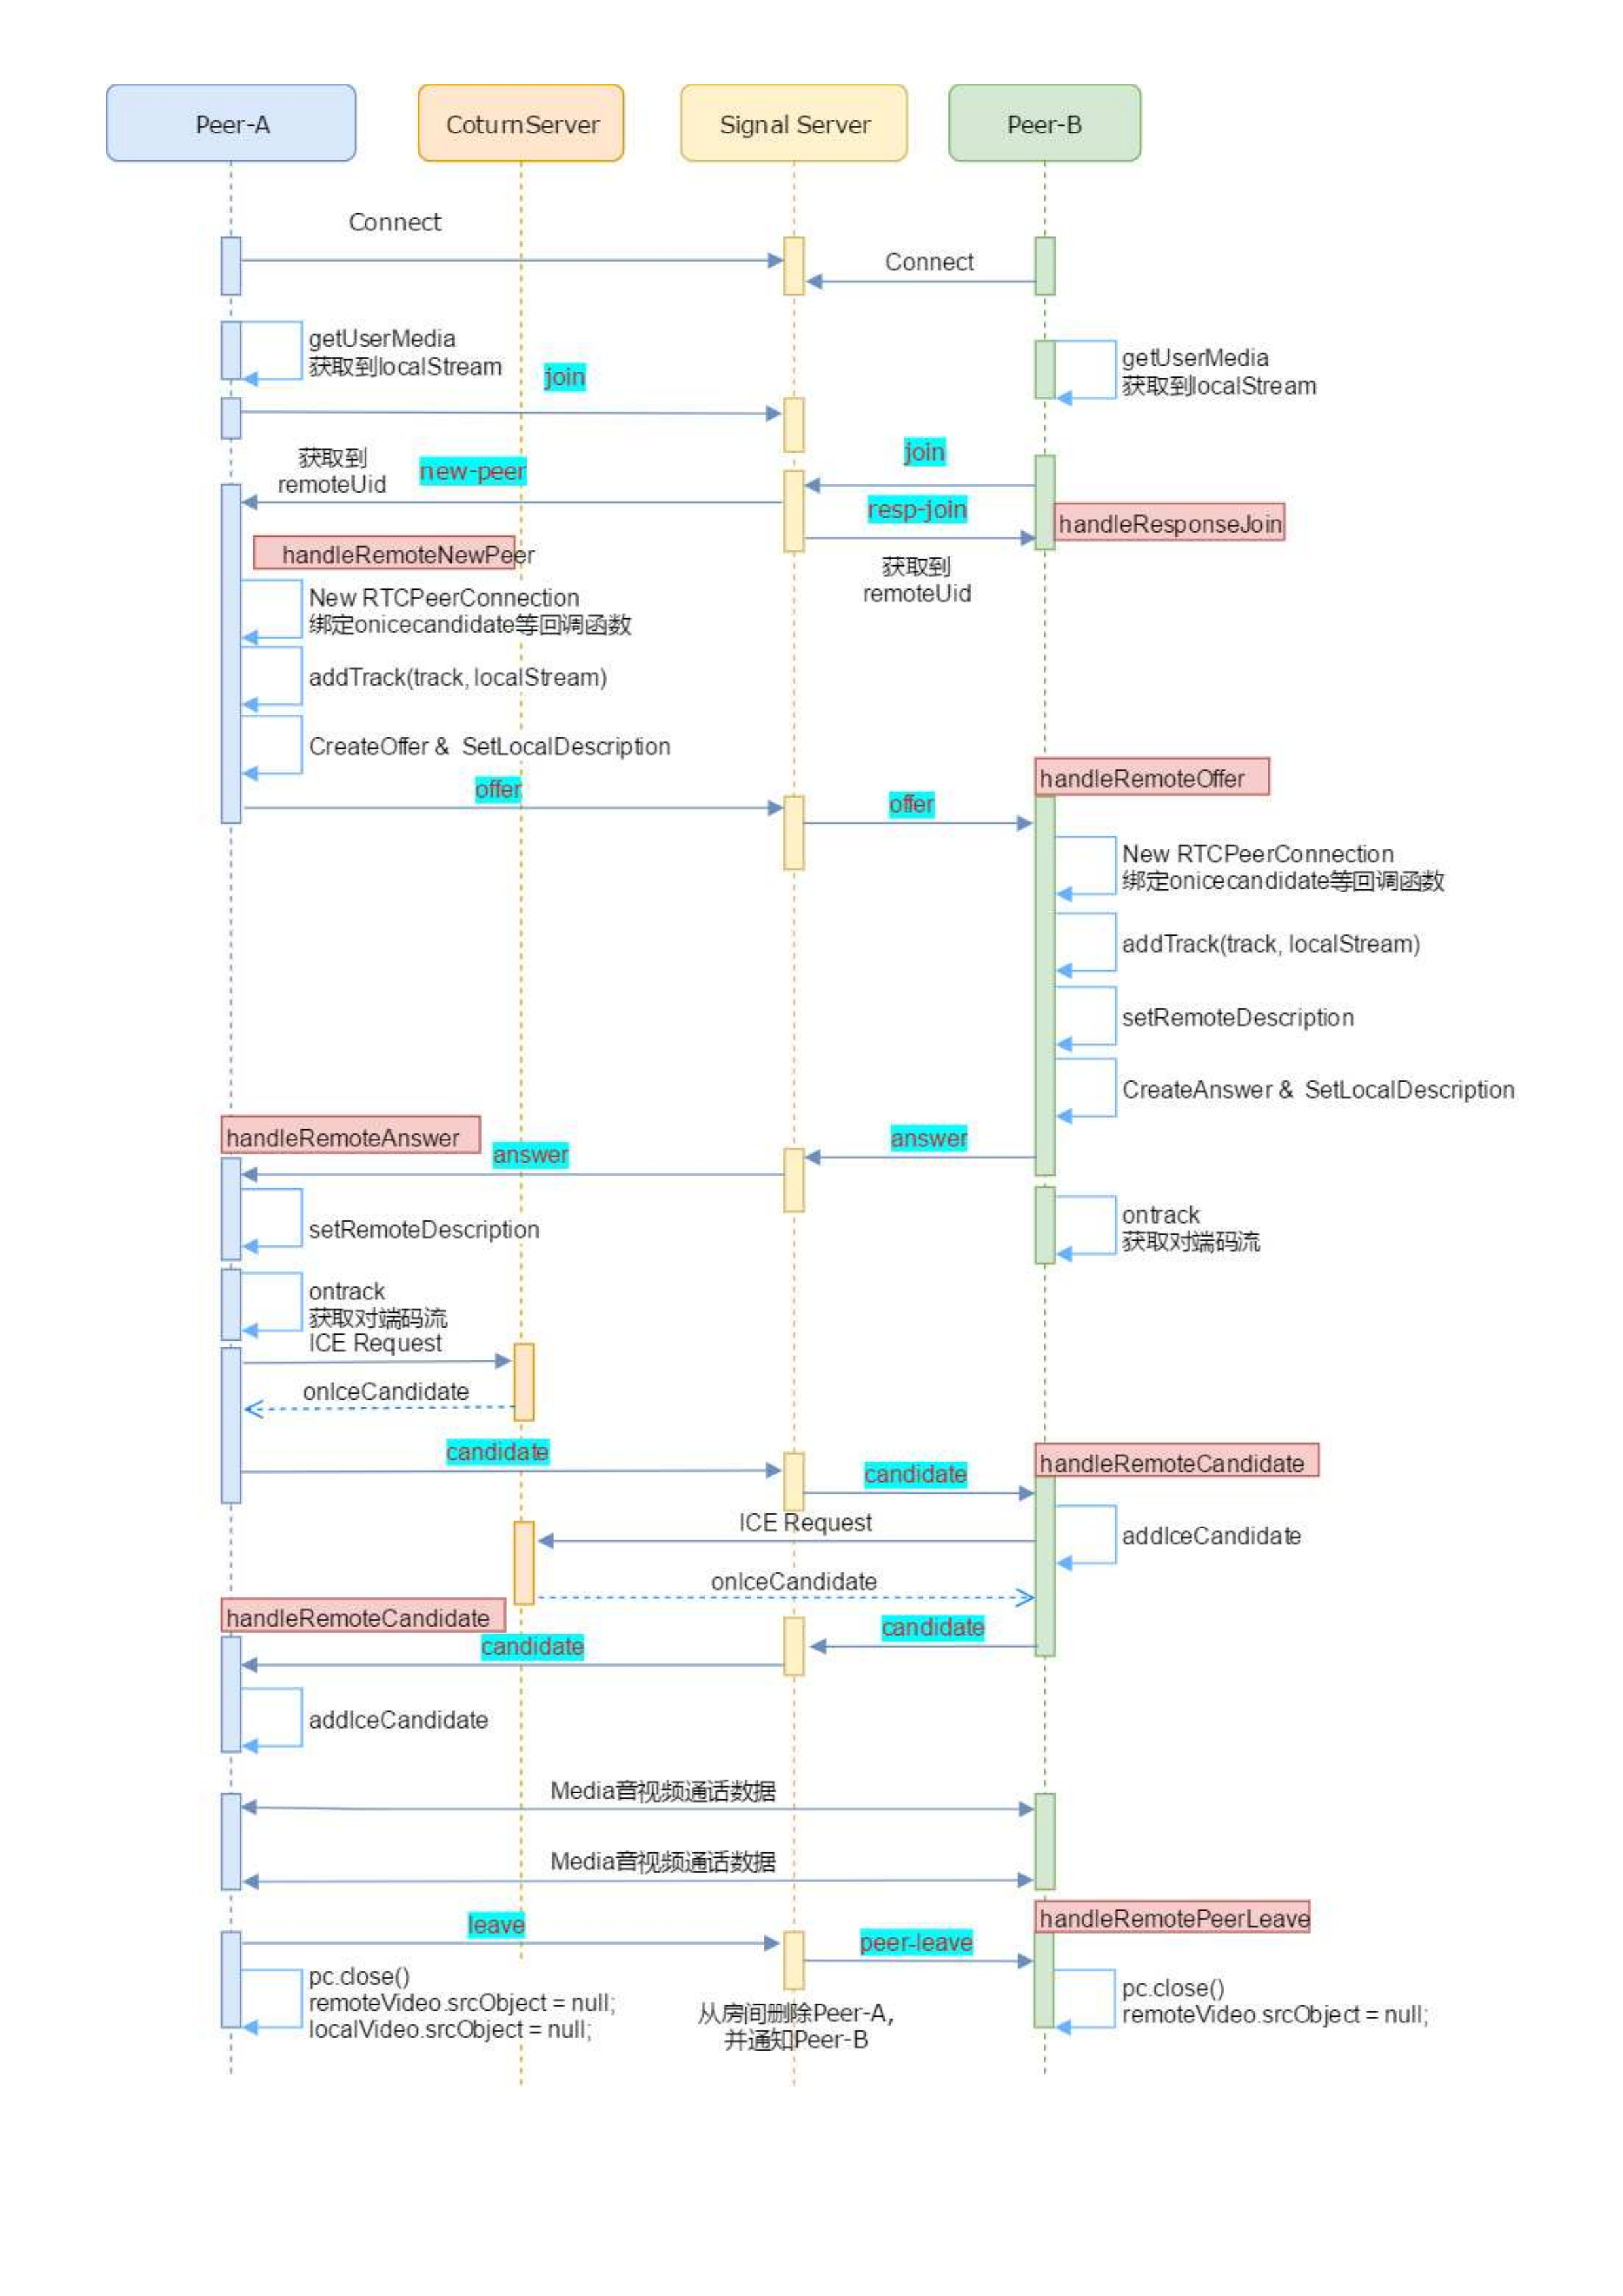 Peer-A
CoturnServer
Signal Server
Peer-B
Connect
Connect
getUserMedia
获取到localStream
getUserMedia
获取到localStream
join
join
获取到
remoteUid
new-peer
resp-join
handleResponseJoin
获取到
remoteUid
handleRemoteNewPeer
New RTCPeerConnection
绑定onicecandidate等回调函数
addTrack(track, localStream)
CreateOffer & SetLocalDescription
offer
offer
handleRemoteOffer
New RTCPeerConnection
绑定onicecandidate等回调函数
addTrack(track, localStream)
setRemoteDescription
CreateAnswer & SetLocalDescription
answer
handleRemoteAnswer
answer
setRemoteDescription
ontrack
获取对端码流
ontrack
获取对端码流
ICE Request
onIceCandidate
candidate
candidate
handleRemoteCandidate
ICE Request
addIceCandidate
onIceCandidate
handleRemoteCandidate
candidate
candidate
addIceCandidate
Media音视频通话数据
Media音视频通话数据
leave
handleRemotePeerLeave
peer-leave
pc.close()
remoteVideo.srcObject = null;
localVideo.srcObject = null;
从房间删除Peer-A,
并通知Peer-B
pc.close()
remoteVideo.srcObject = null;